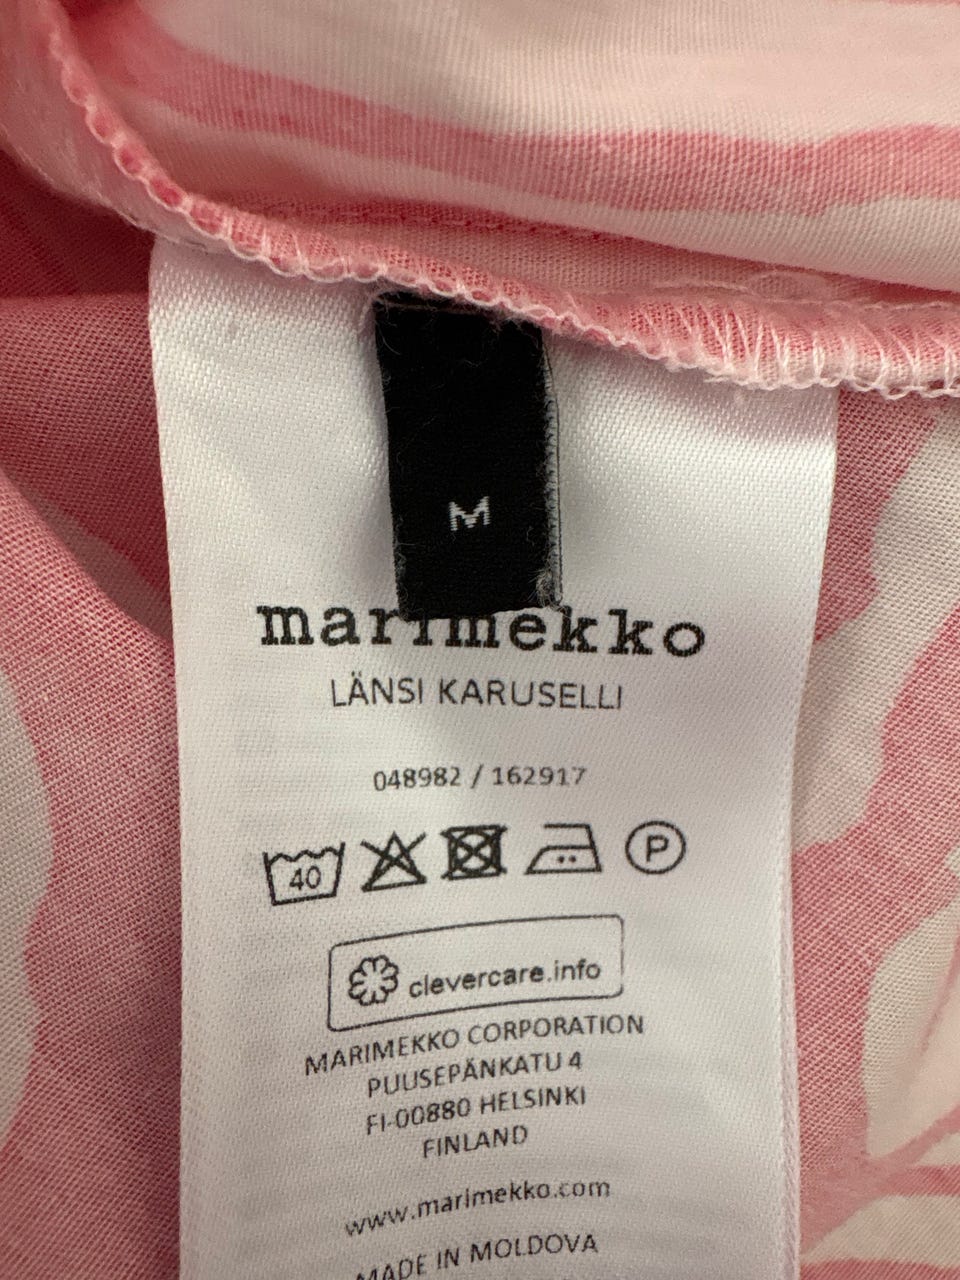 M
marimekko
LÄNSI KARUSELLI
048982 / 162917
40 P
clevercare.info
MARIMEKKO CORPORATION
PUUSEPÄNKATU 4
FI-00880 HELSINKI
FINLAND
www.marimekko.com
MADE IN MOLDOVA